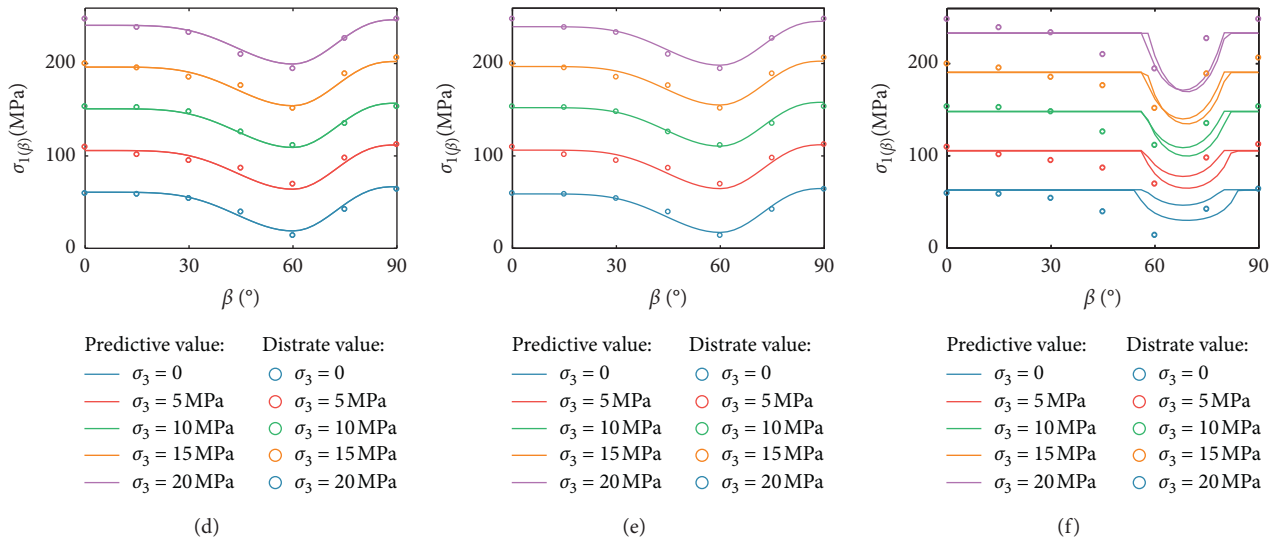 σ1(β) (MPa)
200
100
0
0 30 60 90
β (°)
Predictive value: Distrate value:
σ3 = 0 σ3 = 0
σ3 = 5 MPa σ3 = 5 MPa
σ3 = 10 MPa σ3 = 10 MPa
σ3 = 15 MPa σ3 = 15 MPa
σ3 = 20 MPa σ3 = 20 MPa
(d)
σ1(β) (MPa)
200
100
0
0 30 60 90
β (°)
Predictive value: Distrate value:
σ3 = 0 σ3 = 0
σ3 = 5 MPa σ3 = 5 MPa
σ3 = 10 MPa σ3 = 10 MPa
σ3 = 15 MPa σ3 = 15 MPa
σ3 = 20 MPa σ3 = 20 MPa
(e)
σ1(β) (MPa)
200
100
0
0 30 60 90
β (°)
Predictive value: Distrate value:
σ3 = 0 σ3 = 0
σ3 = 5 MPa σ3 = 5 MPa
σ3 = 10 MPa σ3 = 10 MPa
σ3 = 15 MPa σ3 = 15 MPa
σ3 = 20 MPa σ3 = 20 MPa
(f)